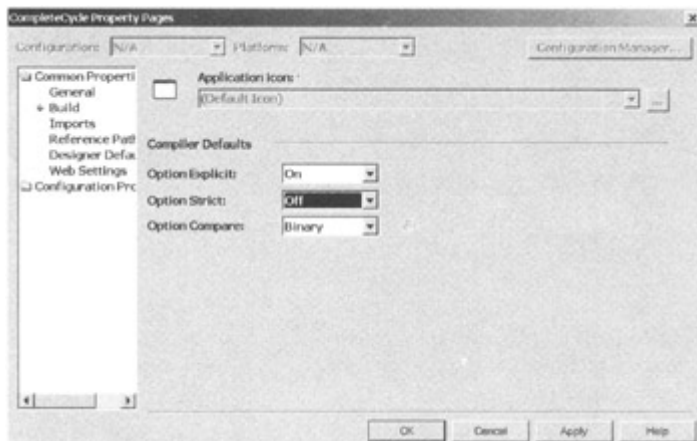 CompleteCycle Property Pages
Configuration: N/A Platform: N/A Configuration Manager...
Common Properti
General
Build
Imports
Reference Path
Designer Defau
Web Settings
Configuration Pro
Application Icon:
(Default Icon)
...
Compiler Defaults
Option Explicit: On
Option Strict: Off
Option Compare: Binary
OK Cancel Apply Help